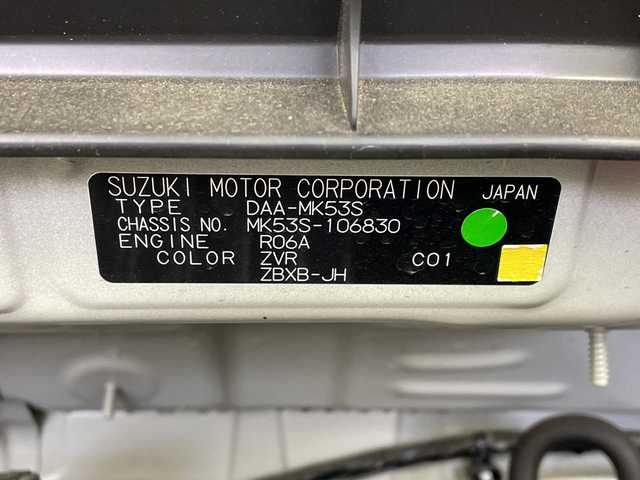 SUZUKI MOTOR CORPORATION JAPAN
TYPE DAA-MK53S
CHASSIS NO. MK53S-106830
ENGINE R06A
COLOR ZVR C01
ZBXB-JH